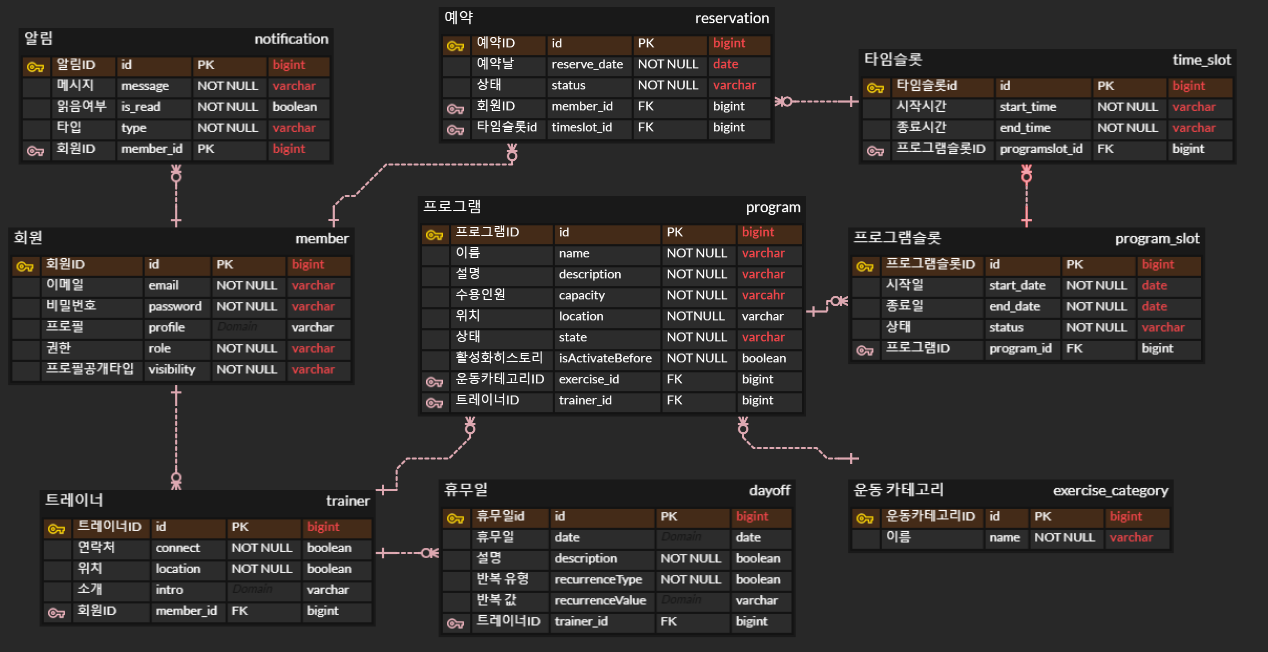 알림 notification
알림ID id PK bigint
메시지 message NOT NULL varchar
읽음여부 is_read NOT NULL boolean
타입 type NOT NULL varchar
회원ID member_id PK bigint
예약 reservation
예약ID id PK bigint
예약날 reserve_date NOT NULL date
상태 status NOT NULL varchar
회원ID member_id FK bigint
타임슬롯id timeslot_id FK bigint
타임슬롯 time_slot
타임슬롯id id PK bigint
시작시간 start_time NOT NULL varchar
종료시간 end_time NOT NULL varchar
프로그램슬롯ID programslot_id FK bigint
회원 member
회원ID id PK bigint
이메일 email NOT NULL varchar
비밀번호 password NOT NULL varchar
프로필 profile Domain varchar
권한 role NOT NULL varchar
프로필공개타입 visibility NOT NULL varchar
프로그램 program
프로그램ID id PK bigint
이름 name NOT NULL varchar
설명 description NOT NULL varchar
수용인원 capacity NOT NULL varcahr
위치 location NOT NULL varchar
상태 state NOT NULL varchar
활성화히스토리 isActivateBefore NOT NULL boolean
운동카테고리ID exercise_id FK bigint
트레이너ID trainer_id FK bigint
프로그램슬롯 program_slot
프로그램슬롯ID id PK bigint
시작일 start_date NOT NULL date
종료일 end_date NOT NULL date
상태 status NOT NULL varchar
프로그램ID program_id FK bigint
트레이너 trainer
트레이너ID id PK bigint
연락처 connect NOT NULL boolean
위치 location NOT NULL boolean
소개 intro Domain varchar
회원ID member_id FK bigint
휴무일 dayoff
휴무일id id PK bigint
휴무일 date Domain date
설명 description NOT NULL boolean
반복 유형 recurrenceType NOT NULL boolean
반복 값 recurrenceValue Domain varchar
트레이너ID trainer_id FK bigint
운동 카테고리 exercise_category
운동카테고리ID id PK bigint
이름 name NOT NULL varchar